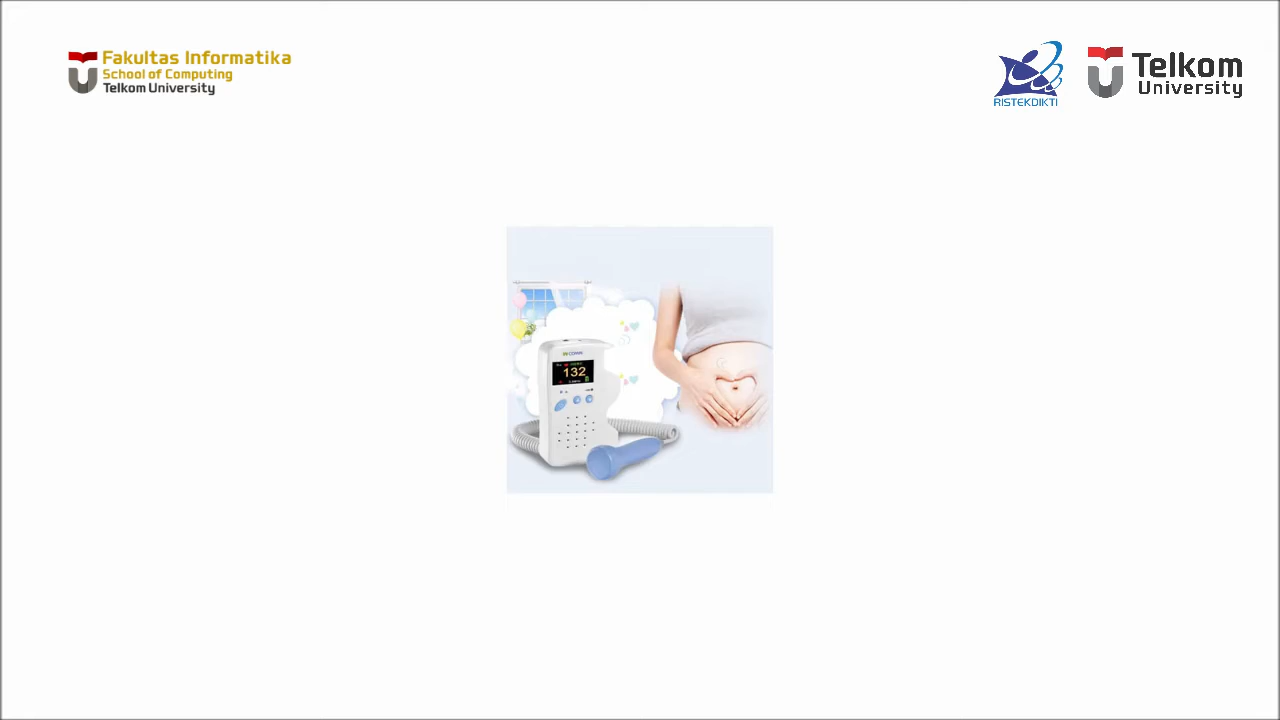 Fakultas Informatika
School of Computing
Telkom University
RISTEKDIKTI
Telkom
University
132